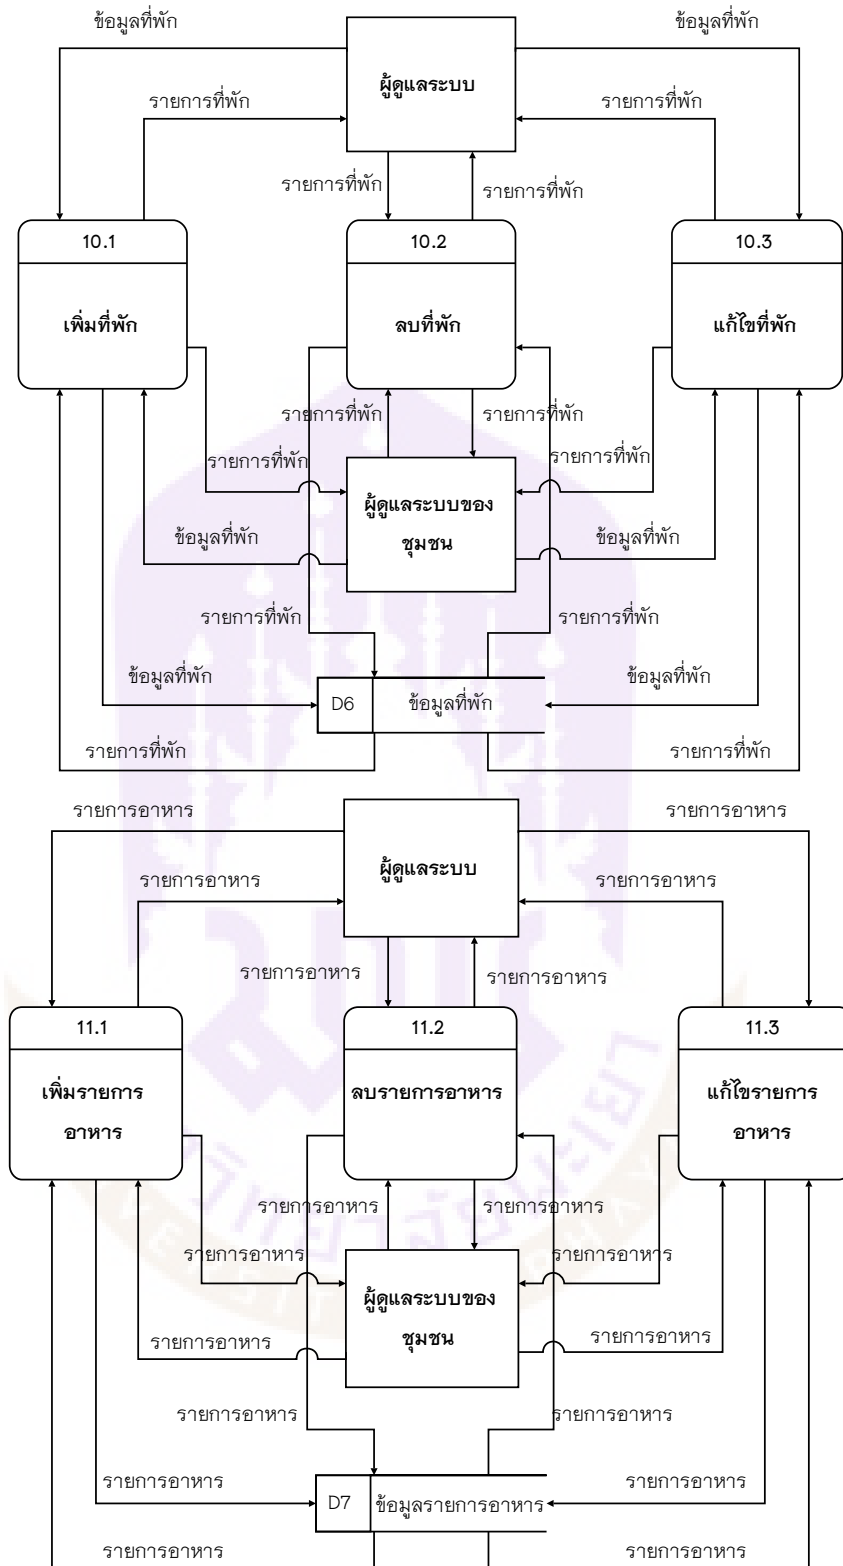 ข้อมูลที่พัก
ข้อมูลที่พัก
ผู้ดูแลระบบ
รายการที่พัก
รายการที่พัก
รายการที่พัก
รายการที่พัก
10.1
10.2
10.3
เพิ่มที่พัก
ลบที่พัก
แก้ไขที่พัก
รายการที่พัก
รายการที่พัก
รายการที่พัก
รายการที่พัก
ผู้ดูแลระบบของ
ชุมชน
ข้อมูลที่พัก
ข้อมูลที่พัก
รายการที่พัก
รายการที่พัก
ข้อมูลที่พัก
ข้อมูลที่พัก
D6
ข้อมูลที่พัก
รายการที่พัก
รายการที่พัก
รายการอาหาร
รายการอาหาร
ผู้ดูแลระบบ
รายการอาหาร
รายการอาหาร
รายการอาหาร
รายการอาหาร
11.1
11.2
11.3
เพิ่มรายการ
อาหาร
ลบรายการอาหาร
แก้ไขรายการ
อาหาร
รายการอาหาร
รายการอาหาร
รายการอาหาร
รายการอาหาร
ผู้ดูแลระบบของ
ชุมชน
รายการอาหาร
รายการอาหาร
รายการอาหาร
รายการอาหาร
รายการอาหาร
รายการอาหาร
D7
ข้อมูลรายการอาหาร
รายการอาหาร
รายการอาหาร